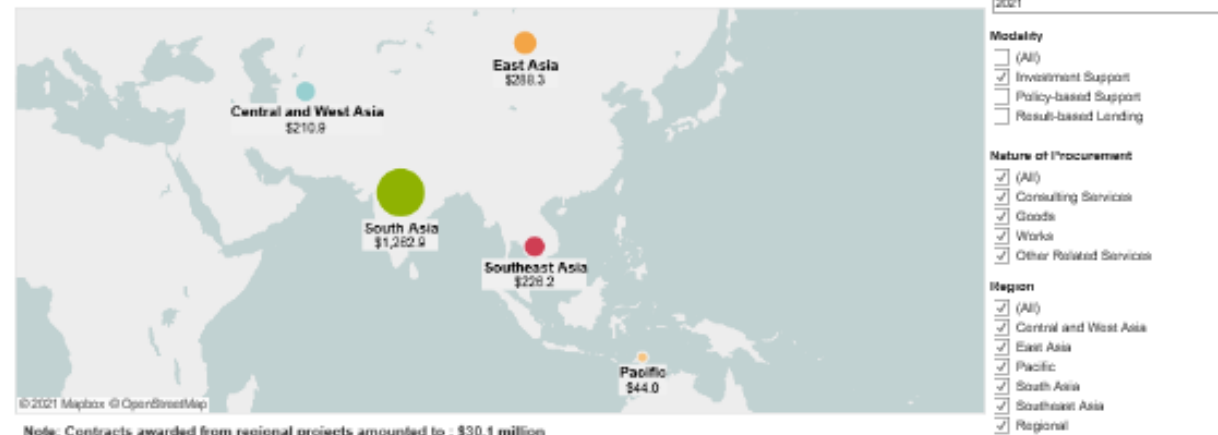 2021
Modality
(All)
Investment Support
Policy-based Support
Result-based Lending
Nature of Procurement
(All)
Consulting Services
Goods
Works
Other Related Services
Region
(All)
Central and West Asia
East Asia
Pacific
South Asia
Southeast Asia
Regional
East Asia
$288.3
Central and West Asia
$210.9
South Asia
$1,262.9
Southeast Asia
$226.2
Pacific
$44.0
© 2021 Mapbox © OpenStreetMap
Note: Contracts awarded from regional projects amounted to : $30.1 million